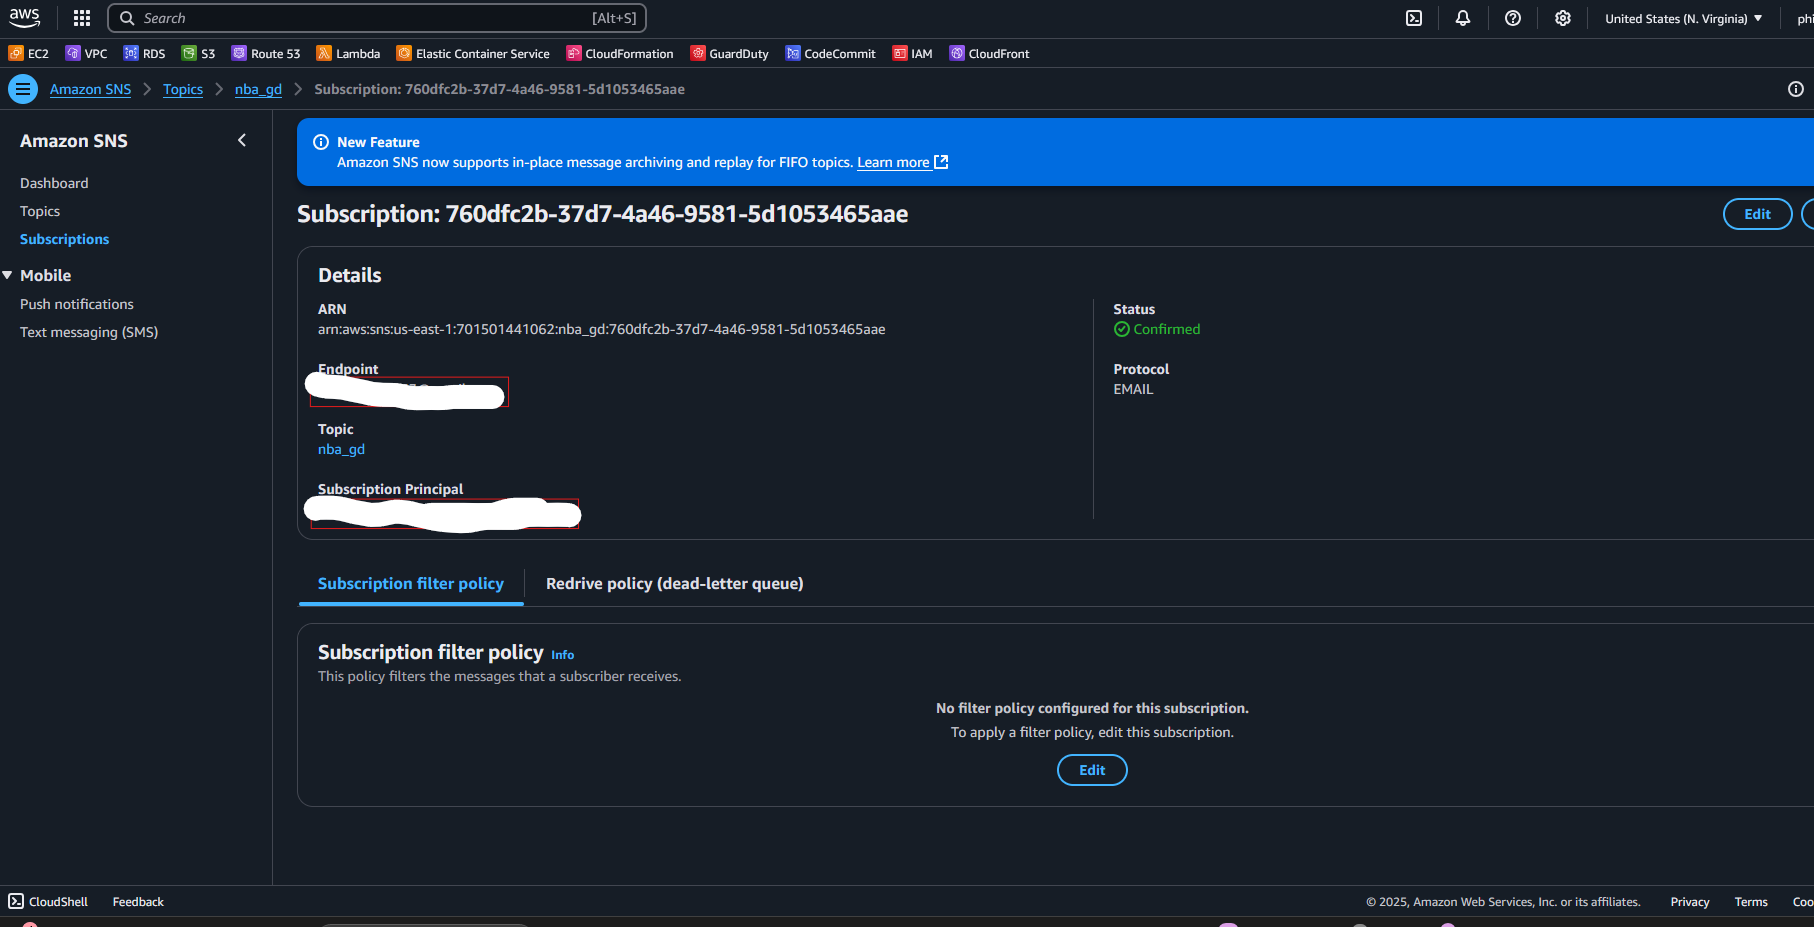 aws
Search [Alt+S]
United States (N. Virginia)
EC2 VPC RDS S3 Route 53 Lambda Elastic Container Service CloudFormation GuardDuty CodeCommit IAM CloudFront
Amazon SNS Topics nba_gd Subscription: 760dfc2b-37d7-4a46-9581-5d1053465aae
Amazon SNS
Dashboard
Topics
Subscriptions
Mobile
Push notifications
Text messaging (SMS)
New Feature
Amazon SNS now supports in-place message archiving and replay for FIFO topics. Learn more
Subscription: 760dfc2b-37d7-4a46-9581-5d1053465aae
Edit
Details
ARN
arn:aws:sns:us-east-1:701501441062:nba_gd:760dfc2b-37d7-4a46-9581-5d1053465aae
Endpoint
Topic
nba_gd
Subscription Principal
Status
Confirmed
Protocol
EMAIL
Subscription filter policy
Redrive policy (dead-letter queue)
Subscription filter policy Info
This policy filters the messages that a subscriber receives.
No filter policy configured for this subscription.
To apply a filter policy, edit this subscription.
Edit
CloudShell Feedback
© 2025, Amazon Web Services, Inc. or its affiliates. Privacy Terms